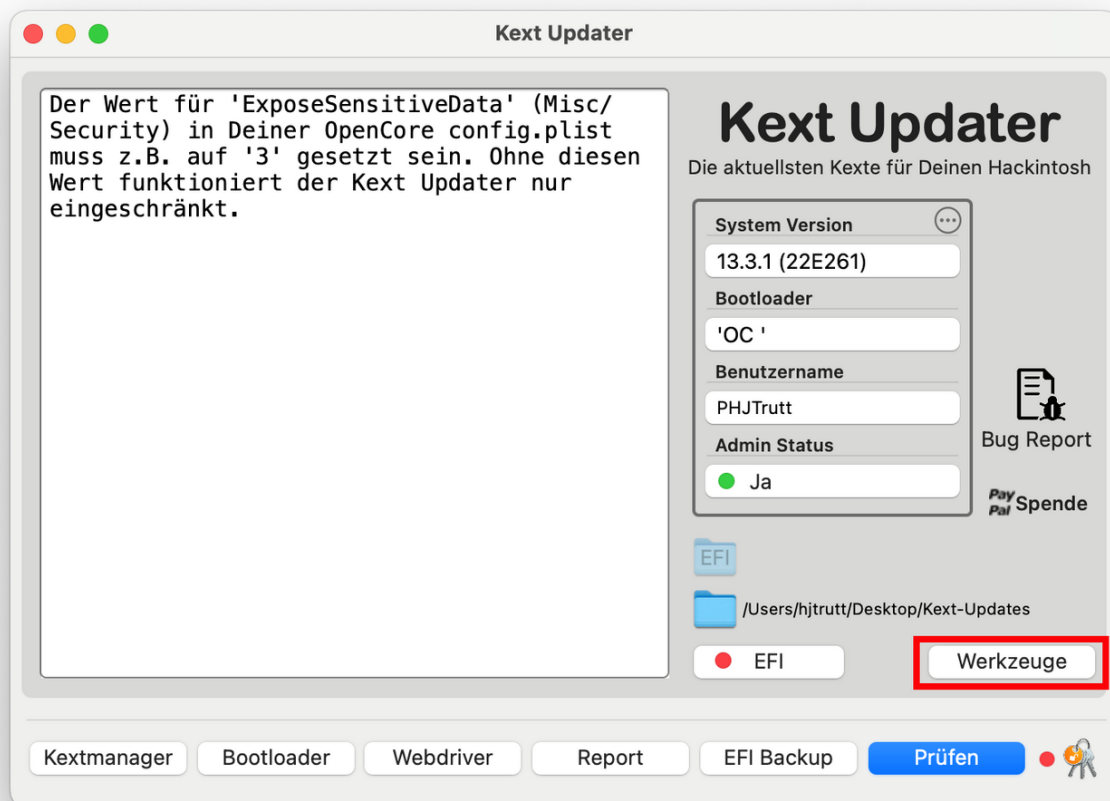 Kext Updater
Der Wert für 'ExposeSensitiveData' (Misc/
Security) in Deiner OpenCore config.plist
muss z.B. auf '3' gesetzt sein. Ohne diesen
Wert funktioniert der Kext Updater nur
eingeschränkt.
Kext Updater
Die aktuellsten Kexte für Deinen Hackintosh
System Version
13.3.1 (22E261)
Bootloader
'OC '
Benutzername
PHJTrutt
Admin Status
Ja
Bug Report
PayPal Spende
EFI
/Users/hjtrutt/Desktop/Kext-Updates
EFI
Werkzeuge
Kextmanager
Bootloader
Webdriver
Report
EFI Backup
Prüfen